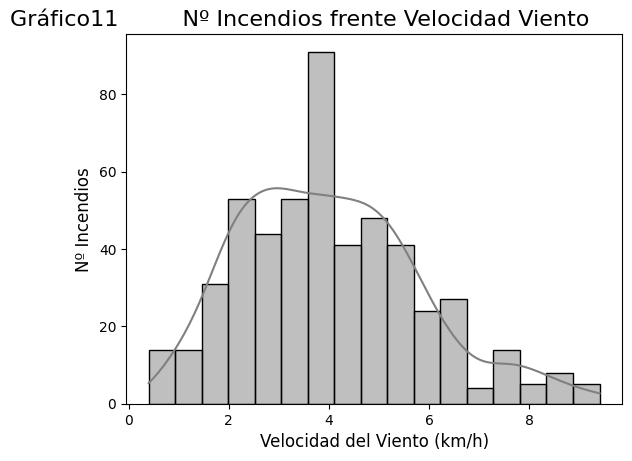 Gráfico11 Nº Incendios frente Velocidad Viento
Nº Incendios
80
60
40
20
0
0 2 4 6 8
Velocidad del Viento (km/h)